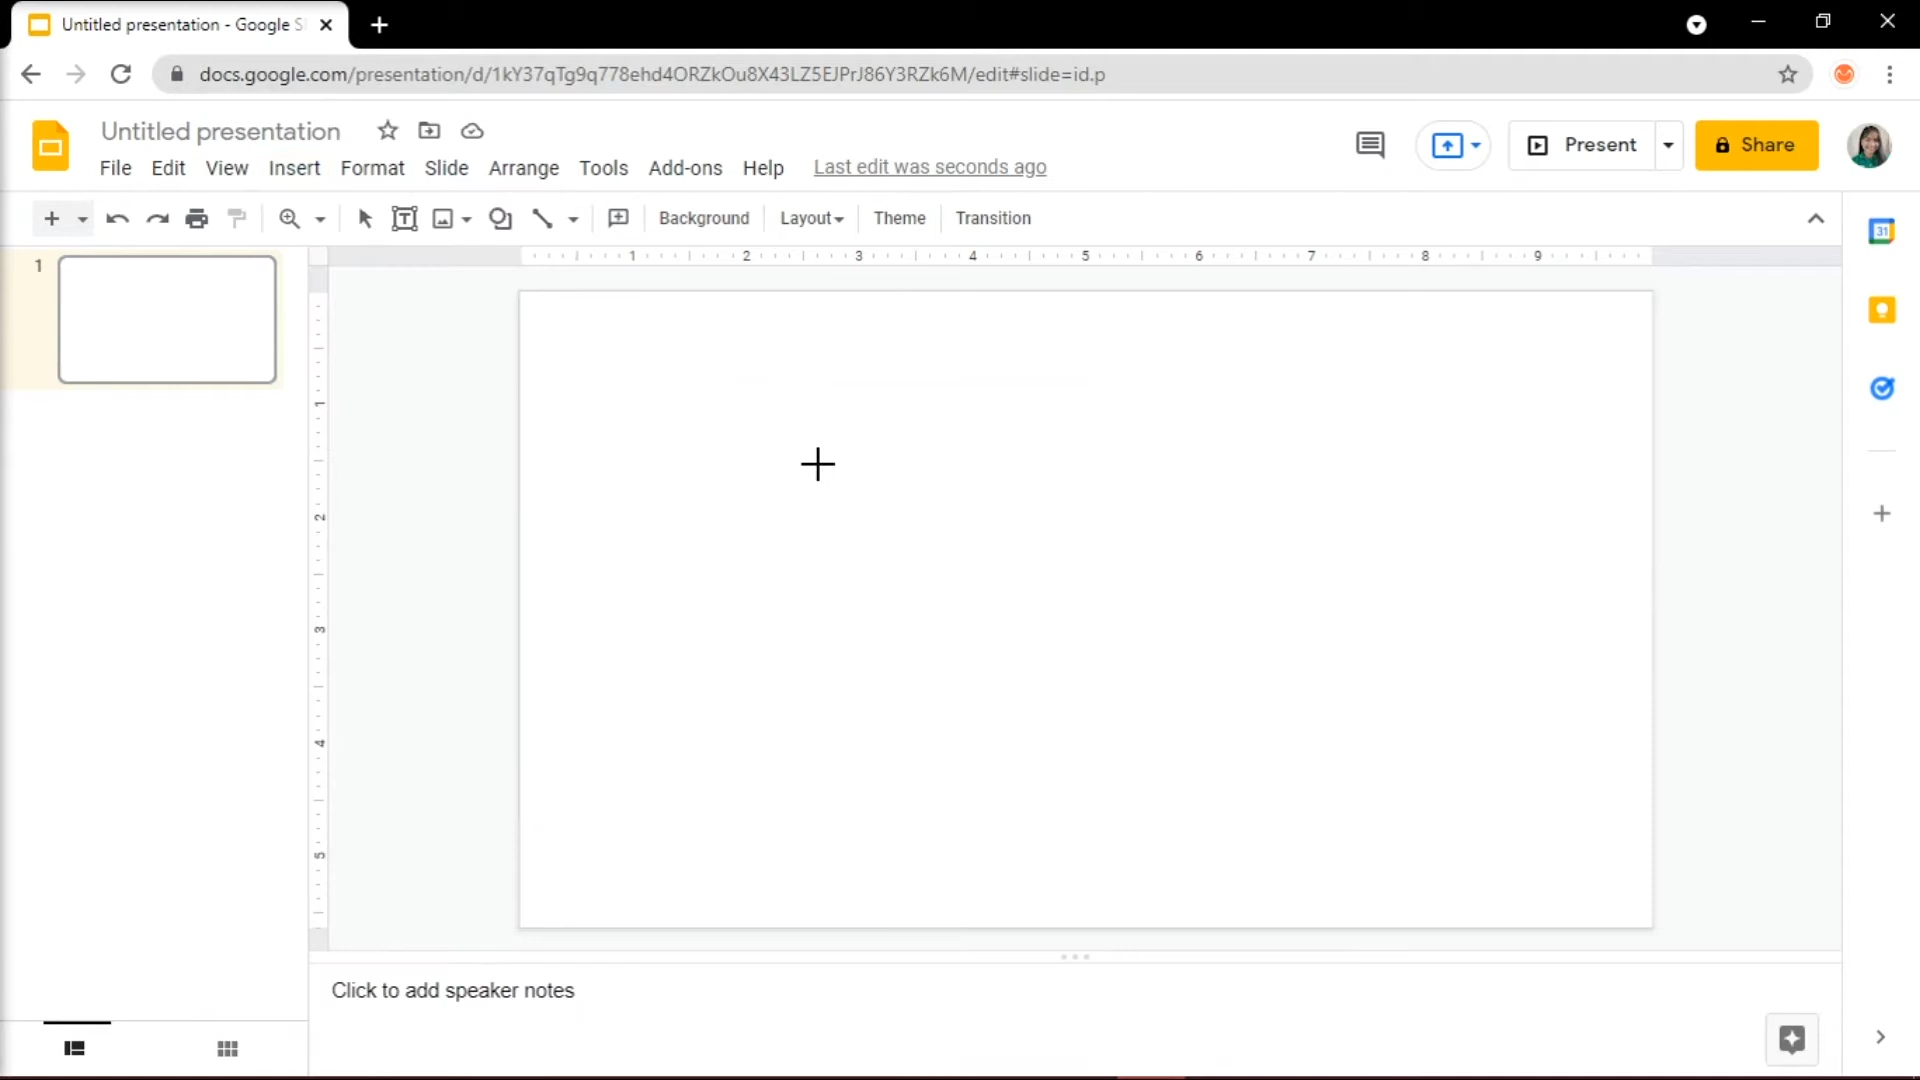 Untitled presentation - Google S
docs.google.com/presentation/d/1kY37qTg9q778ehd4ORZkOu8X43LZ5EJPrJ86Y3RZk6M/edit#slide=id.p
Untitled presentation
Present
Share
File Edit View Insert Format Slide Arrange Tools Add-ons Help Last edit was seconds ago
Background Layout Theme Transition
31
1 2 3 4 5 6 7 8 9
1
1
2
3
4
5
Click to add speaker notes